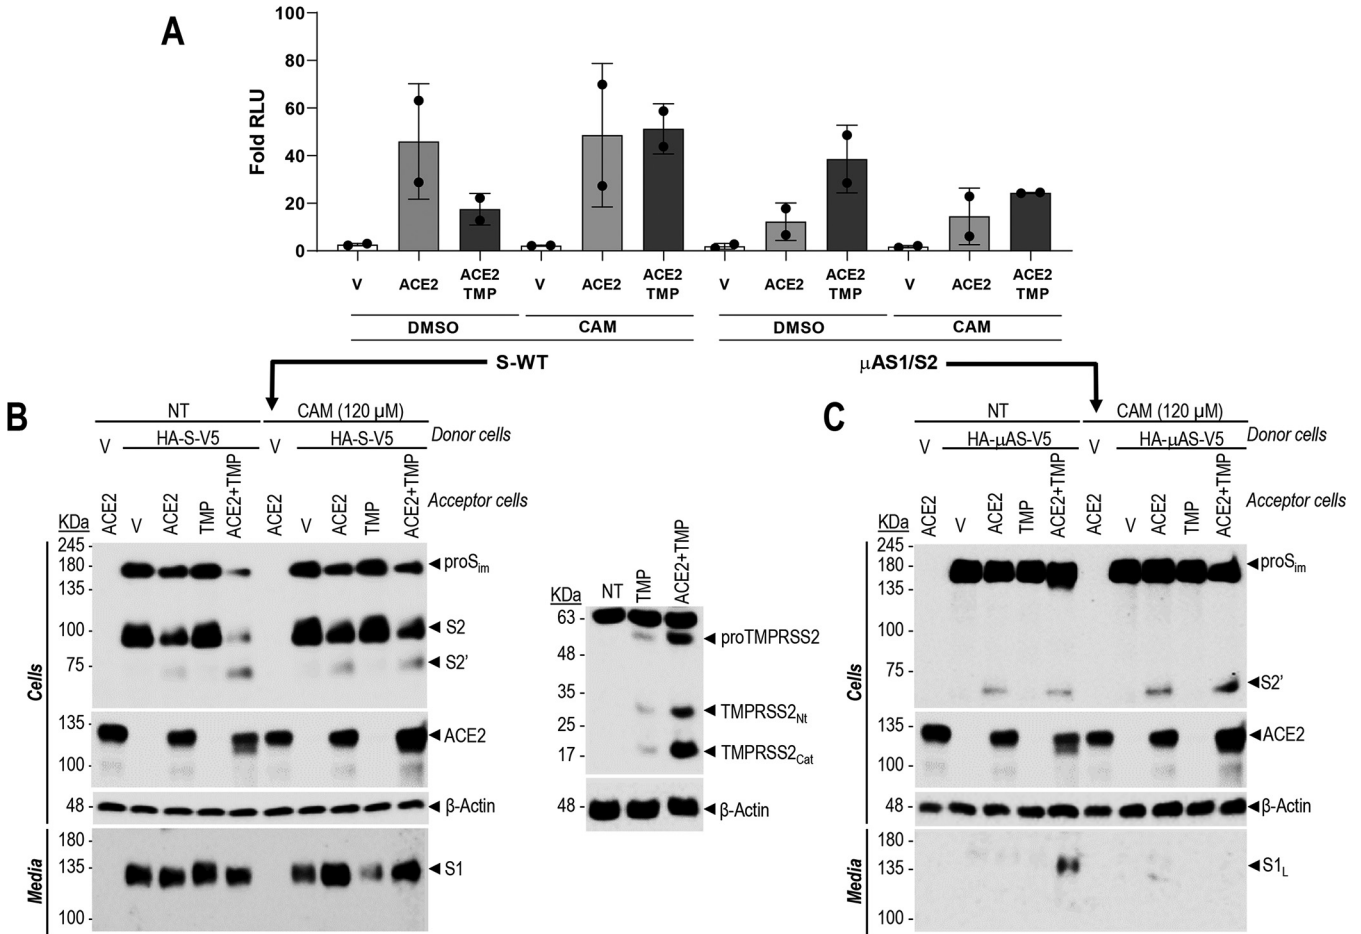 A
Fold RLU
100
80
60
40
20
0
V ACE2 ACE2 TMP V ACE2 ACE2 TMP V ACE2 ACE2 TMP V ACE2 ACE2 TMP
DMSO CAM DMSO CAM
S-WT μAS1/S2
B
NT CAM (120 μM)
V HA-S-V5 V HA-S-V5 Donor cells
ACE2 V ACE2 TMP ACE2+TMP ACE2 V ACE2 TMP ACE2+TMP Acceptor cells
KDa
245 -
180 - proSim
135 -
100 - S2
75 - S2'
Cells
135 - ACE2
100 -
48 - β-Actin
Media
180 -
135 - S1
100 -
KDa NT TMP ACE2+TMP
63 - proTMPRSS2
48 -
35 - TMPRSS2Nt
25 -
17 - TMPRSS2Cat
48 - β-Actin
C
NT CAM (120 μM)
V HA-μAS-V5 V HA-μAS-V5 Donor cells
ACE2 V ACE2 TMP ACE2+TMP ACE2 V ACE2 TMP ACE2+TMP Acceptor cells
KDa
245 -
180 - proSim
135 -
100 -
75 - S2'
Cells
135 - ACE2
100 -
48 - β-Actin
Media
180 -
135 - S1L
100 -